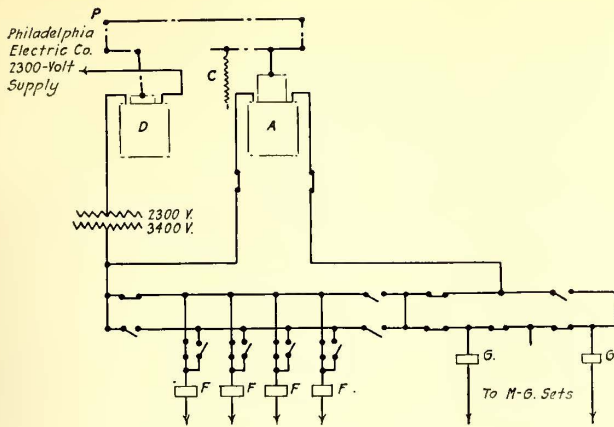 P
Philadelphia
Electric Co.
2300-Volt
Supply
C
D
A
2300 V.
3400 V.
G.
G
F
F
F
F.
To M-G. Sets